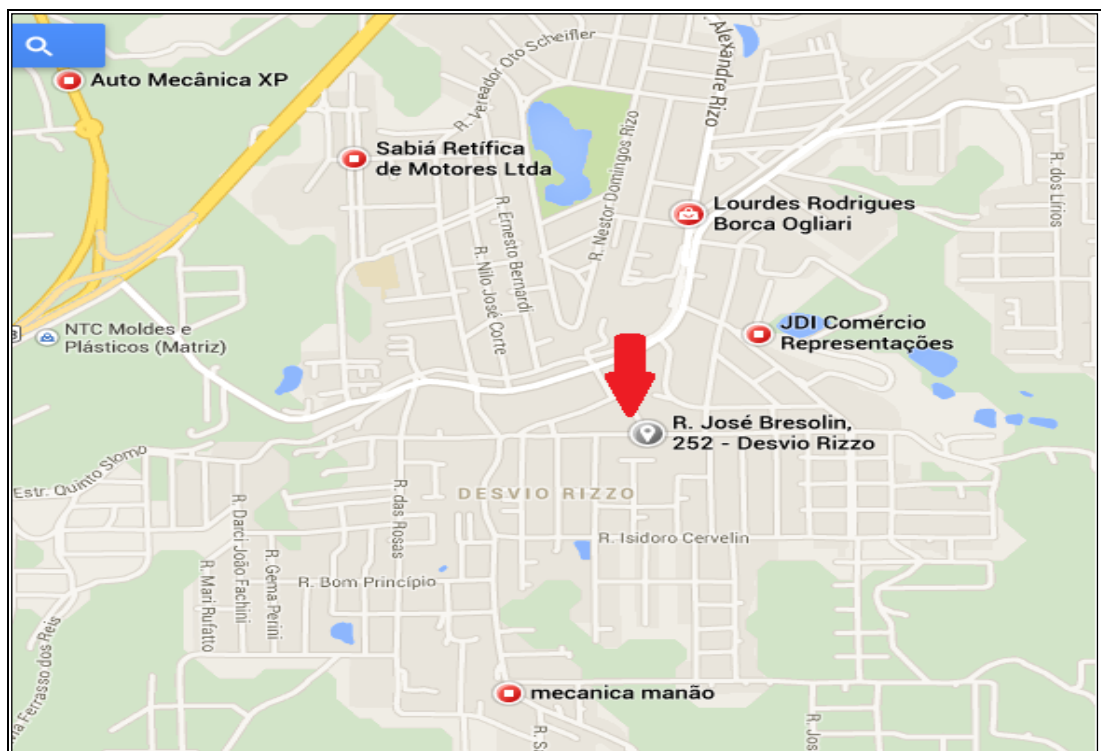 Auto Mecânica XP
R. Vereador Oto Scheifler
Alexandre Rizo
Sabiá Retífica
de Motores Ltda
R. Nestor Domingos Rizo
R. dos Lírios
Lourdes Rodrigues
Borca Ogliari
R. Ernesto Bernardi
R. Nilo José Corte
NTC Moldes e
Plásticos (Matriz)
JDI Comércio
Representações
R. José Bresolin,
252 - Desvio Rizzo
Estr. Quinto Slomo
DESVIO RIZZO
R. das Rosas
R. Darci João Fachini
R. Isidoro Cervelin
R. Gema Perini
R. Mari Rufatto
R. Bom Princípio
Ferrasso dos Reis
mecanica manão